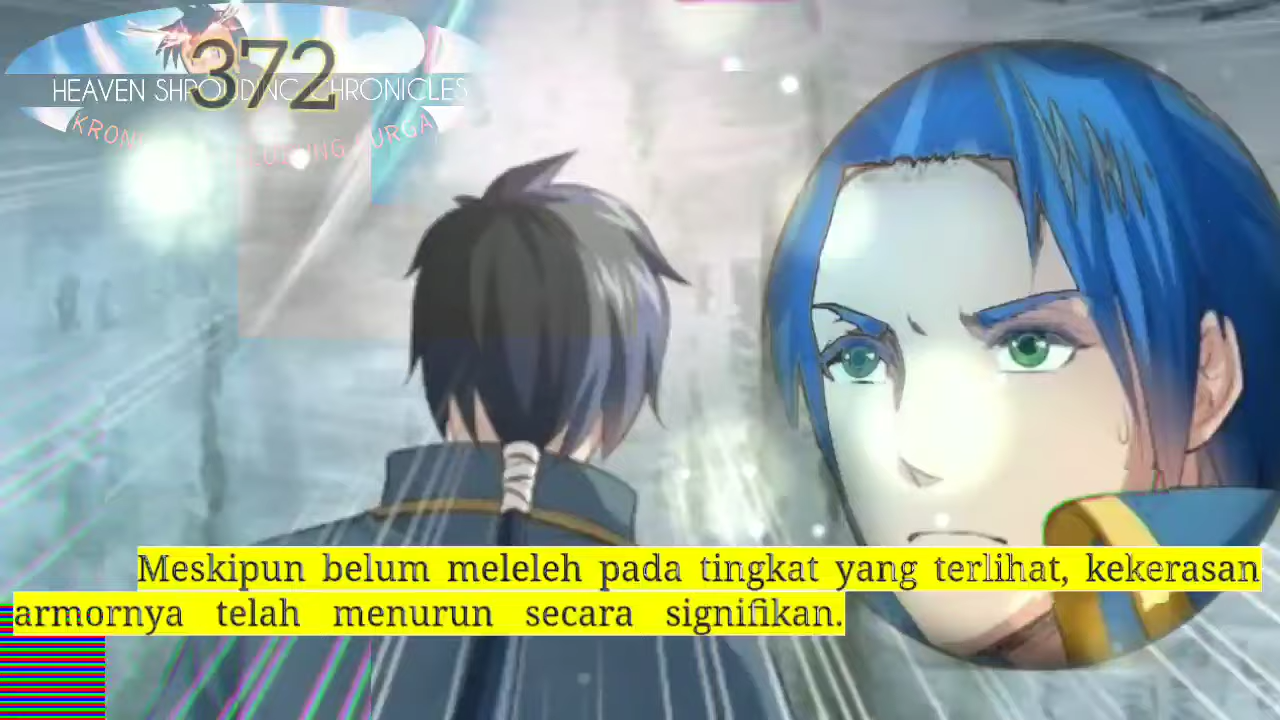 372
HEAVEN SHROUDING CHRONICLES
Meskipun belum meleleh pada tingkat yang terlihat, kekerasan
armornya telah menurun secara signifikan.